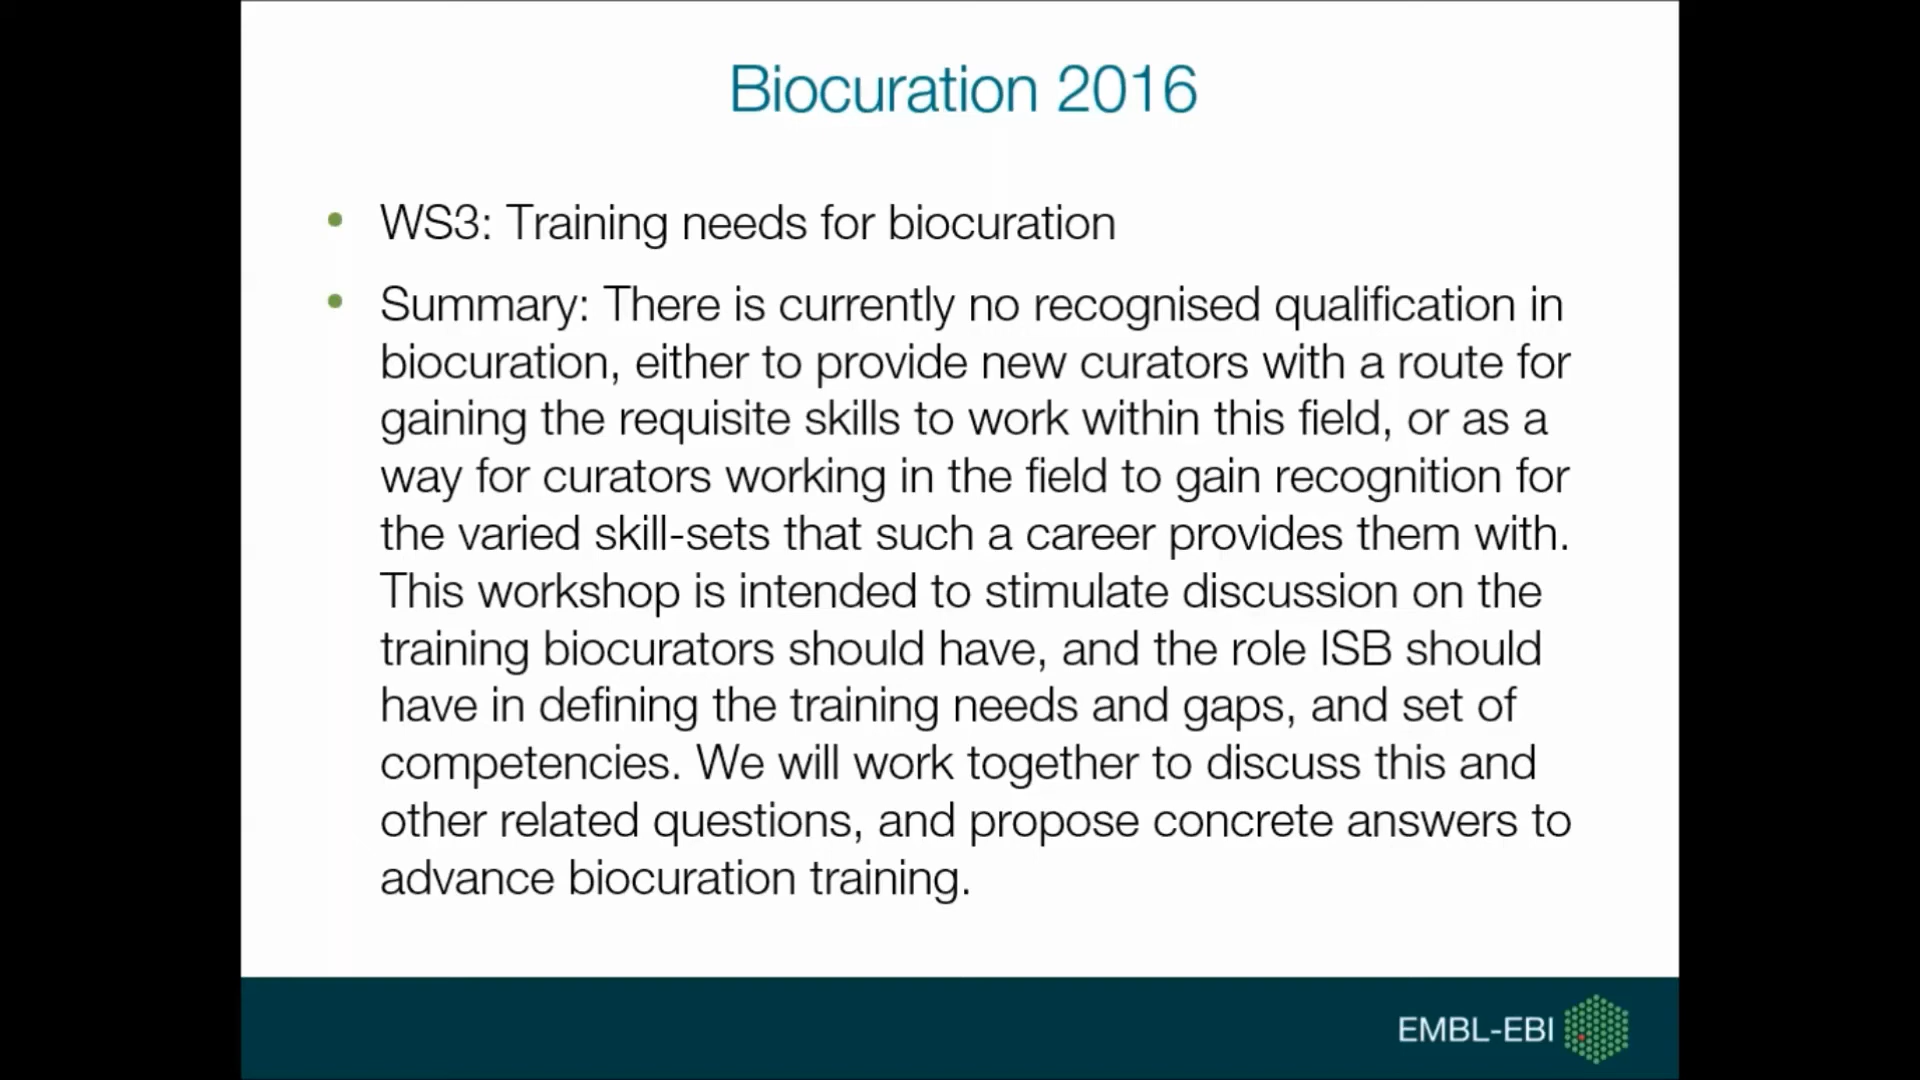 Biocuration 2016
• WS3: Training needs for biocuration
• Summary: There is currently no recognised qualification in
biocuration, either to provide new curators with a route for
gaining the requisite skills to work within this field, or as a
way for curators working in the field to gain recognition for
the varied skill-sets that such a career provides them with.
This workshop is intended to stimulate discussion on the
training biocurators should have, and the role ISB should
have in defining the training needs and gaps, and set of
competencies. We will work together to discuss this and
other related questions, and propose concrete answers to
advance biocuration training.
EMBL-EBI